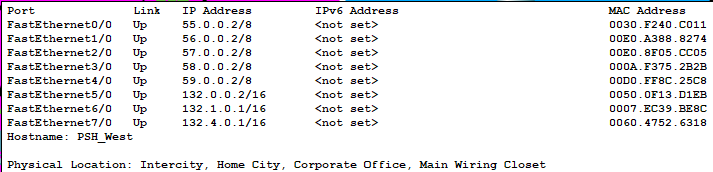 Port Link IP Address IPv6 Address MAC Address
FastEthernet0/0 Up 55.0.0.2/8 <not set> 0030.F240.C011
FastEthernet1/0 Up 56.0.0.2/8 <not set> 00E0.A388.8274
FastEthernet2/0 Up 57.0.0.2/8 <not set> 00E0.8F05.CC05
FastEthernet3/0 Up 58.0.0.2/8 <not set> 000A.F375.2B2B
FastEthernet4/0 Up 59.0.0.2/8 <not set> 00D0.FF8C.25C8
FastEthernet5/0 Up 132.0.0.2/16 <not set> 0050.0F13.D1EB
FastEthernet6/0 Up 132.1.0.1/16 <not set> 0007.EC39.BE8C
FastEthernet7/0 Up 132.4.0.1/16 <not set> 0060.4752.6318
Hostname: PSH_West
Physical Location: Intercity, Home City, Corporate Office, Main Wiring Closet